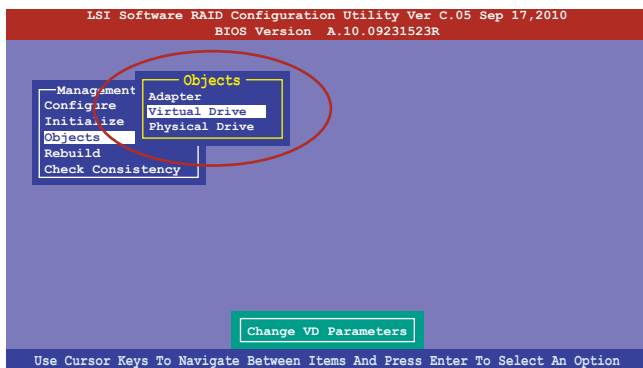 LSI Software RAID Configuration Utility Ver C.05 Sep 17,2010
BIOS Version A.10.09231523R
Management
Configure
Initialize
Objects
Rebuild
Check Consistency
Objects
Adapter
Virtual Drive
Physical Drive
Change VD Parameters
Use Cursor Keys To Navigate Between Items And Press Enter To Select An Option